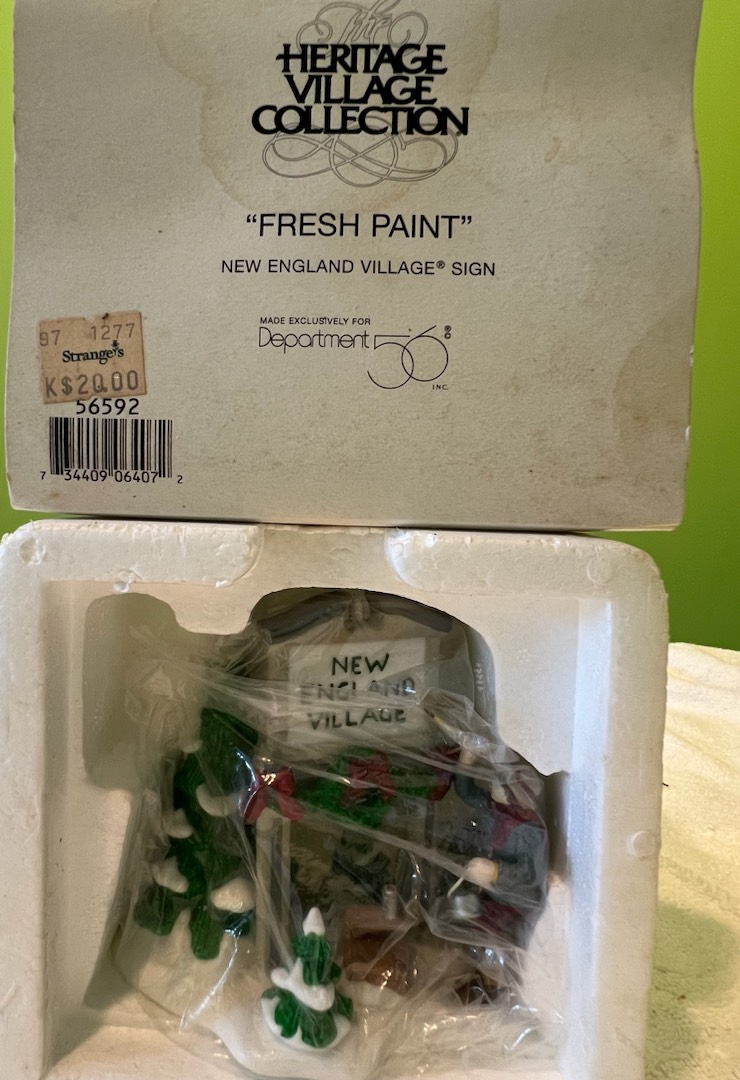 The
HERITAGE
VILLAGE
COLLECTION
“FRESH PAINT”
NEW ENGLAND VILLAGE® SIGN
MADE EXCLUSIVELY FOR
Department 56 ®©
INC.
97 1277
Strange's
K$20.00
56592
7 34409 06407 2
NEW
ENGLAND
VILLAGE